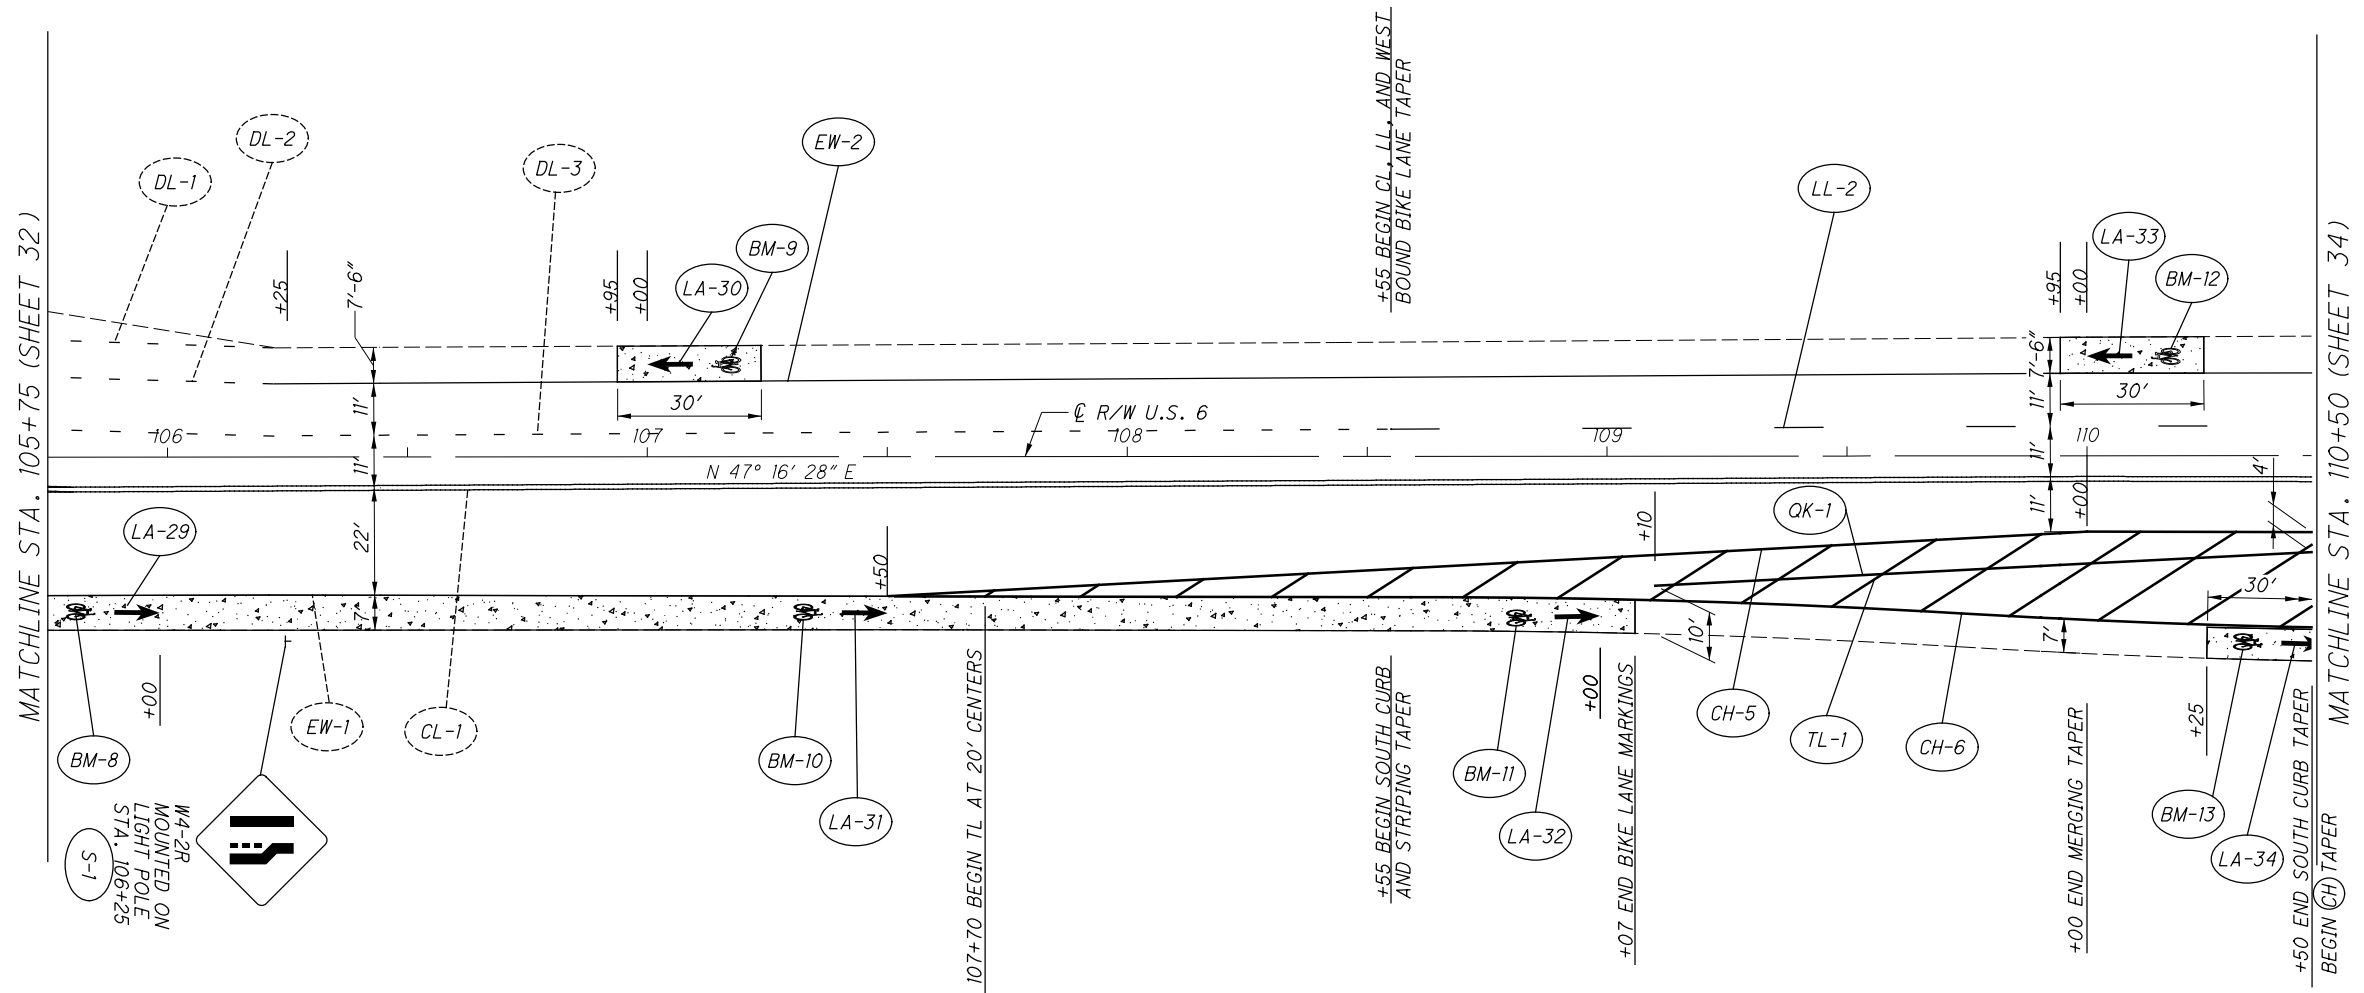 MATCHLINE STA. 105+75 (SHEET 32)
DL-1
DL-2
DL-3
EW-2
+25
7'-6"
+95
+00
LA-30
BM-9
30'
+55 BEGIN CL, LL, AND WEST
BOUND BIKE LANE TAPER
LL-2
LA-33
BM-12
+95
+00
7'-6"
30'
MATCHLINE STA. 110+50 (SHEET 34)
11'
11'
11'
11'
℄ R/W U.S. 6
106
107
108
109
110
N 47° 16' 28" E
22'
LA-29
+50
+10
QK-1
11'
+00
4'
30'
7'
10'
7'
+00
BM-8
EW-1
CL-1
BM-10
LA-31
107+70 BEGIN TL AT 20' CENTERS
+55 BEGIN SOUTH CURB
AND STRIPING TAPER
BM-11
LA-32
+00
+07 END BIKE LANE MARKINGS
CH-5
TL-1
CH-6
+00 END MERGING TAPER
+25
BM-13
LA-34
+50 END SOUTH CURB TAPER
BEGIN CH TAPER
W4-2R
MOUNTED ON
LIGHT POLE
STA. 106+25
S-1